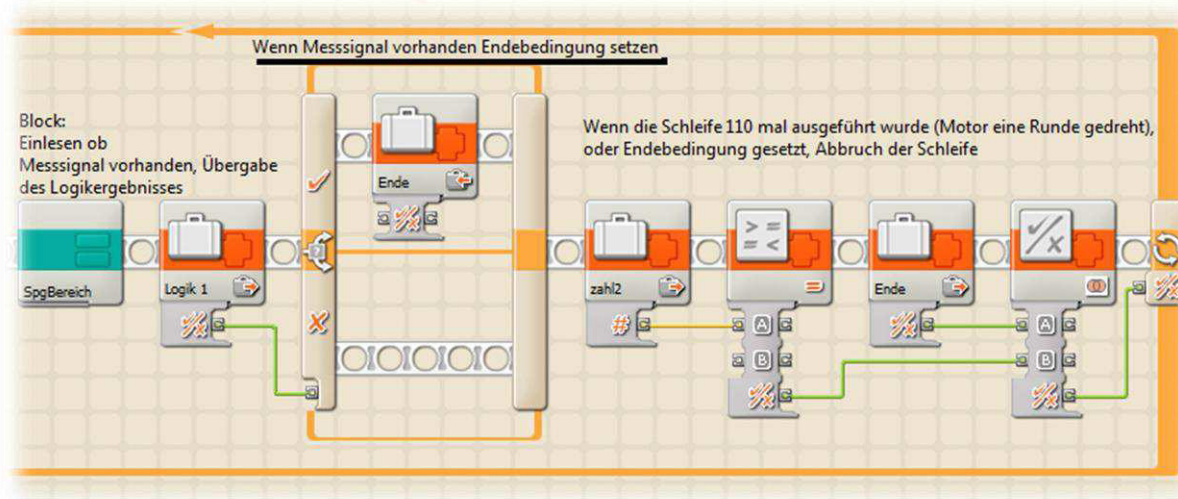 Wenn Messsignal vorhanden Endebedingung setzen
Block:
Einlesen ob
Messsignal vorhanden, Übergabe
des Logikergebnisses
Wenn die Schleife 110 mal ausgeführt wurde (Motor eine Runde gedreht),
oder Endebedingung gesetzt, Abbruch der Schleife
Ende
SpgBereich
Logik 1
zahl2
Ende
#
A
B
A
B